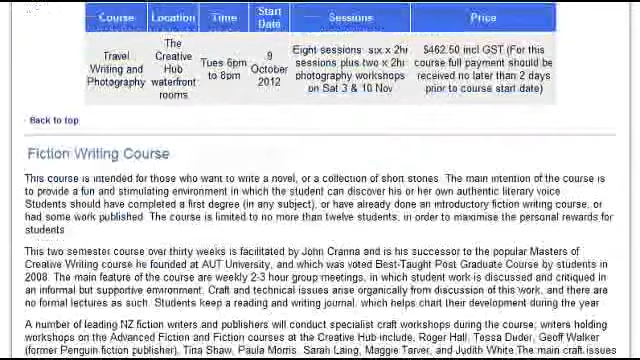 Course Location Time Start Date Sessions Price
Travel Writing and Photography
The Creative Hub waterfront rooms
Tues 6pm to 8pm
9 October 2012
Eight sessions six x 2hr sessions plus two x 2hr photography workshops on Sat 3 & 10 Nov
$462.50 incl GST (For this course full payment should be received no later than 2 days prior to course start date)
Back to top
Fiction Writing Course
This course is intended for those who want to write a novel, or a collection of short stories. The main intention of the course is
to provide a fun and stimulating environment in which the student can discover his or her own authentic literary voice
Students should have completed a first degree (in any subject), or have already done an introductory fiction writing course, or
had some work published. The course is limited to no more than twelve students, in order to maximise the personal rewards for
students
This two semester course over thirty weeks is facilitated by John Cranna and is his successor to the popular Masters of
Creative Writing course he founded at AUT University, and which was voted Best-Taught Post Graduate Course by students in
2008. The main feature of the course are weekly 2-3 hour group meetings, in which student work is discussed and critiqued in
an informal but supportive environment. Craft and technical issues arise organically from discussion of this work, and there are
no formal lectures as such. Students keep a reading and writing journal, which helps chart their development during the year
A number of leading NZ fiction writers and publishers will conduct specialist craft workshops during the course; writers holding
workshops on the Advanced Fiction and Fiction courses at the Creative Hub include, Roger Hall, Tessa Duder, Geoff Walker
(former Penguin fiction publisher), Tina Shaw, Paula Morris, Sarah Laing, Maggie Tarver, and Judith White. The main craft issues